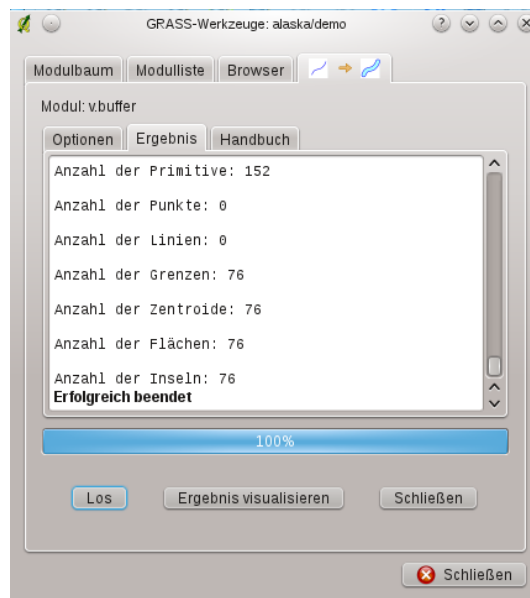 GRASS-Werkzeuge: alaska/demo
Modulbaum Modulliste Browser
Modul: v.buffer
Optionen Ergebnis Handbuch
Anzahl der Primitive: 152
Anzahl der Punkte: 0
Anzahl der Linien: 0
Anzahl der Grenzen: 76
Anzahl der Zentroide: 76
Anzahl der Flächen: 76
Anzahl der Inseln: 76
Erfolgreich beendet
100%
Los Ergebnis visualisieren Schließen
Schließen